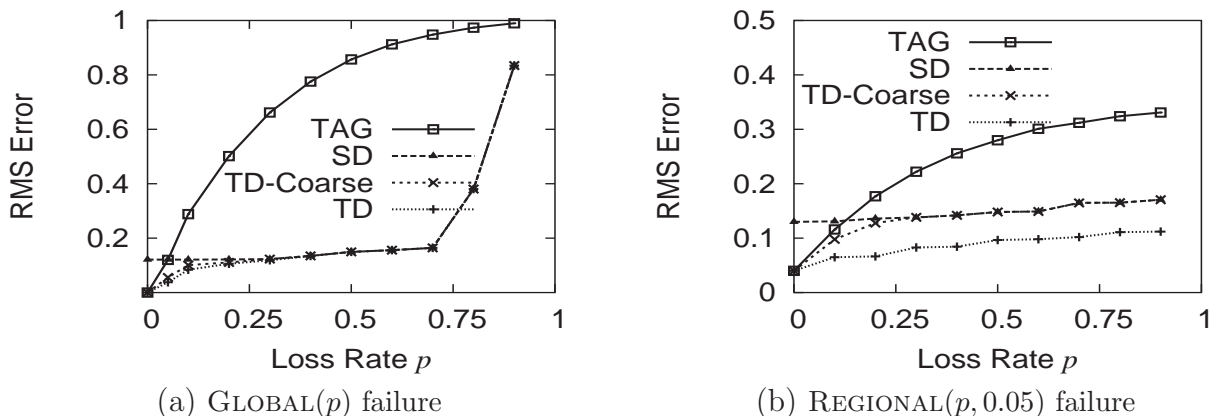 RMS Error
1
0.8
0.6
0.4
0.2
TAG
SD
TD-Coarse
TD
0 0.25 0.5 0.75 1
Loss Rate p
(a) GLOBAL(p) failure
RMS Error
0.5
0.4
0.3
0.2
0.1
0
TAG
SD
TD-Coarse
TD
0 0.25 0.5 0.75 1
Loss Rate p
(b) REGIONAL(p, 0.05) failure